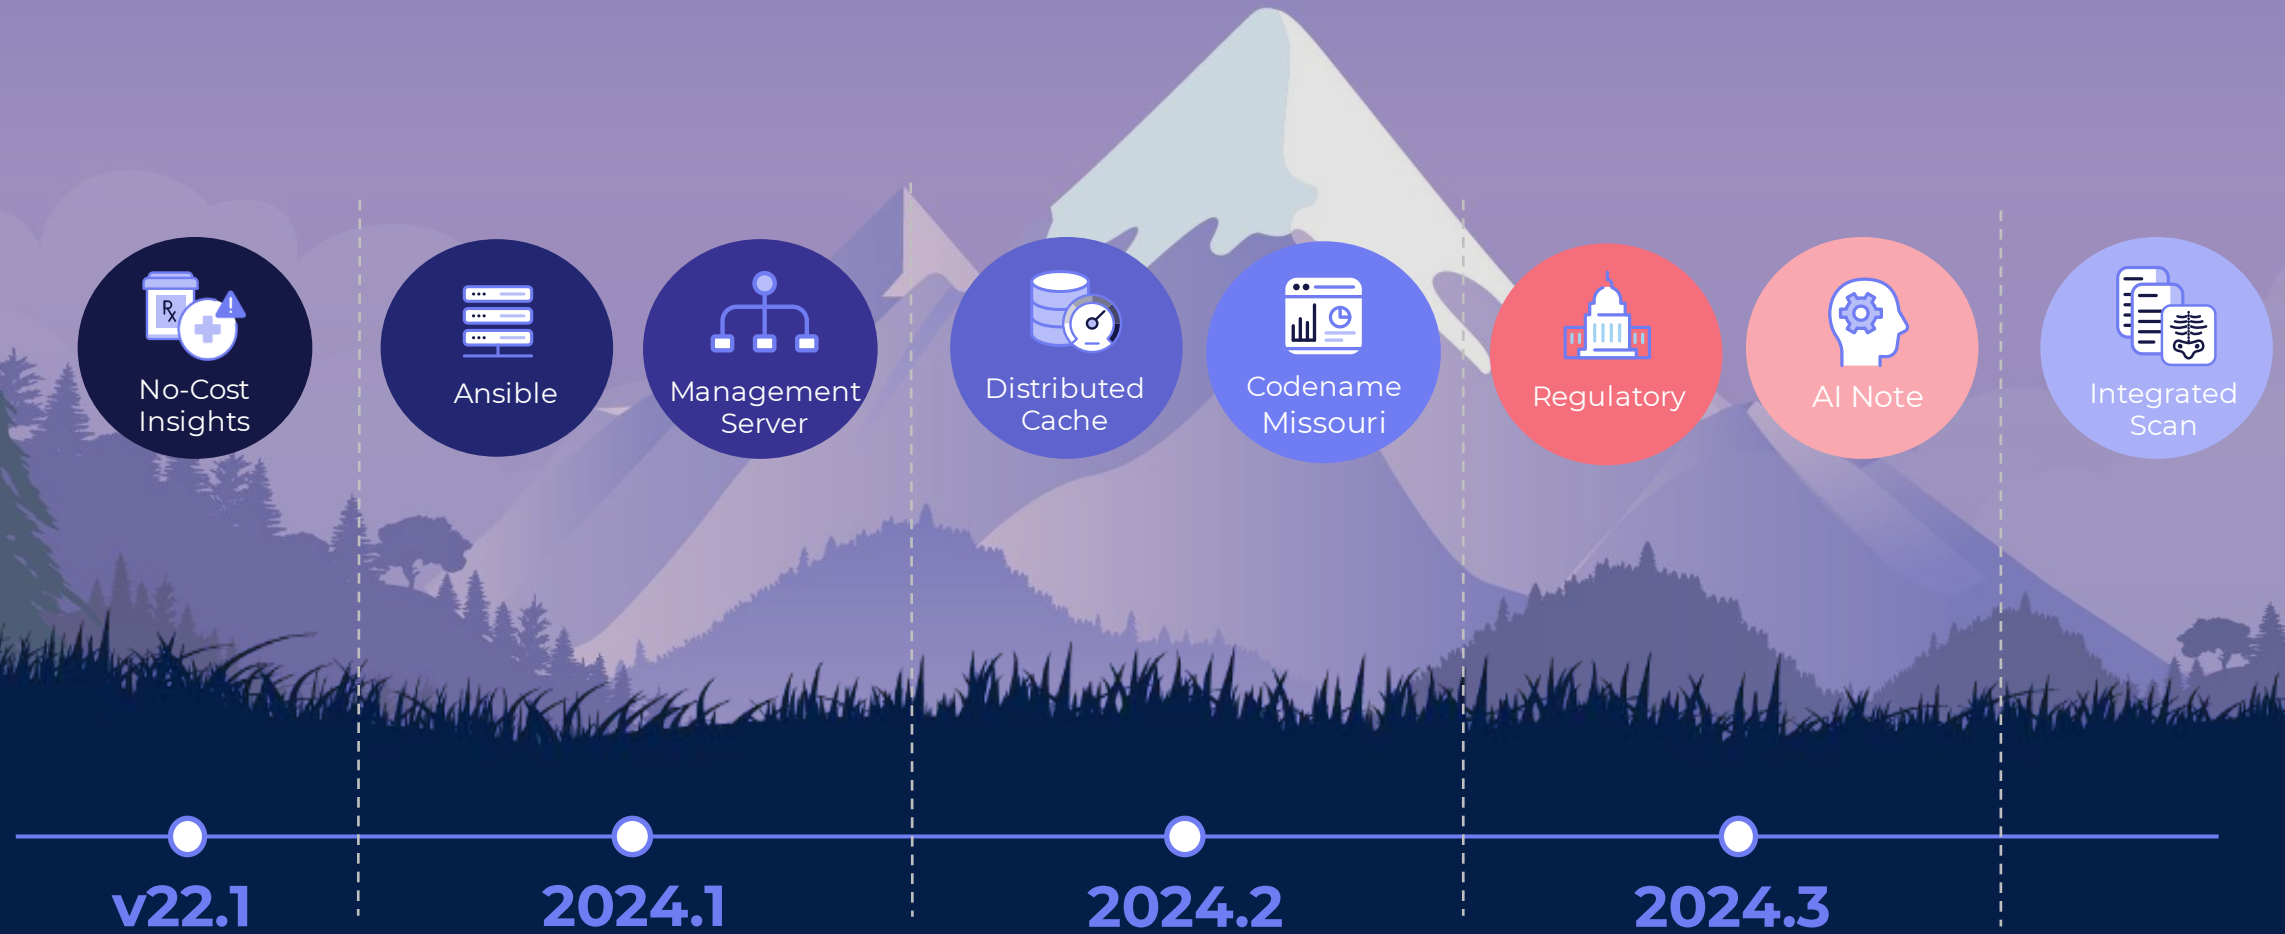 No-Cost
Insights
Ansible
Management
Server
Distributed
Cache
Codename
Missouri
Regulatory
AI Note
Integrated
Scan
v22.1
2024.1
2024.2
2024.3